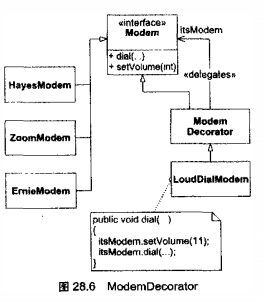 «interface»
Modem
itsModem
+ dial(...)
+ setVolume(int)
«delegates»
HayesModem
Modem
Decorator
ZoomModem
LoudDialModem
ErnieModem
public void dial( )
{
itsModem.setVolume(11);
itsModem.dial(...);
}
图 28.6 ModemDecorator